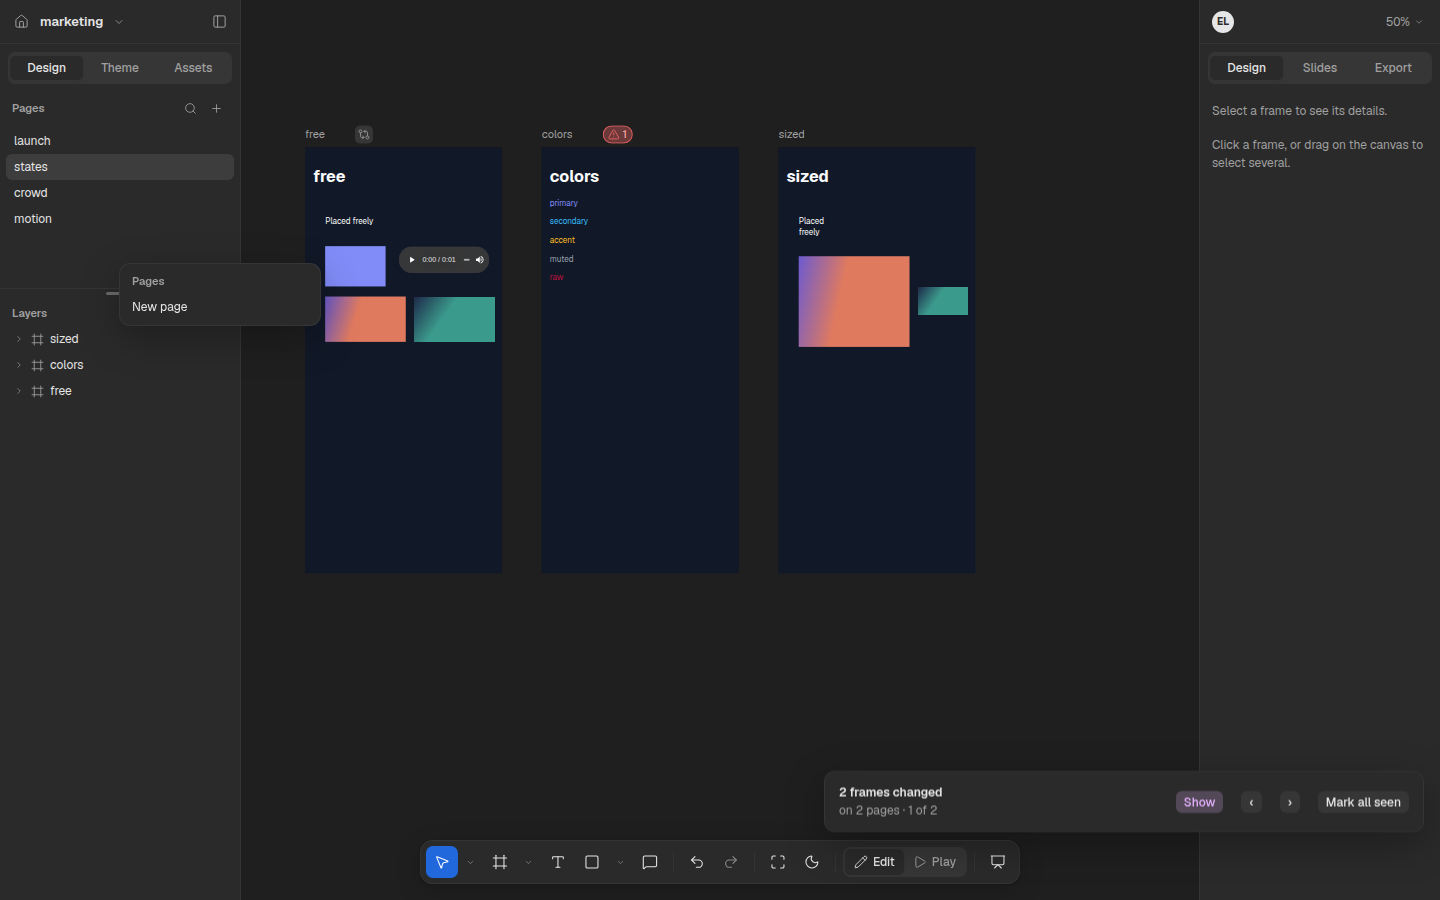 marketing
Design
Theme
Assets
Pages
launch
states
crowd
motion
Pages
New page
Layers
sized
colors
free
free
colors
1
sized
free
Placed freely
0:00 / 0:01
colors
primary
secondary
accent
muted
raw
sized
Placed
freely
EL
50%
Design
Slides
Export
Select a frame to see its details.
Click a frame, or drag on the canvas to
select several.
2 frames changed
on 2 pages · 1 of 2
Show
‹
›
Mark all seen
Edit
Play